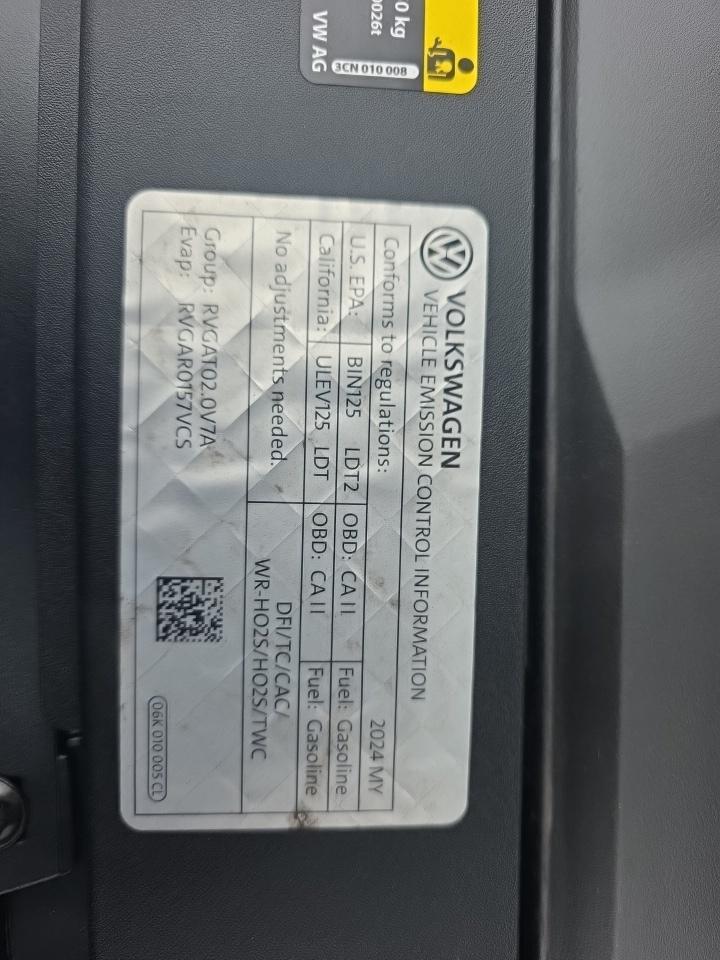 0 kg
0026t
VW AG
3CN 010 008
VOLKSWAGEN
VEHICLE EMISSION CONTROL INFORMATION
Conforms to regulations: 2024 MY
U.S. EPA: BIN125 LDT2 OBD: CA II Fuel: Gasoline
California: ULEV125 LDT OBD: CA II Fuel: Gasoline
No adjustments needed.
DFI/TC/CAC/
WR-HO2S/HO2S/TWC
Group: RVGAT02.0V7A
Evap: RVGAR0157VCS
06K 010 005 CL